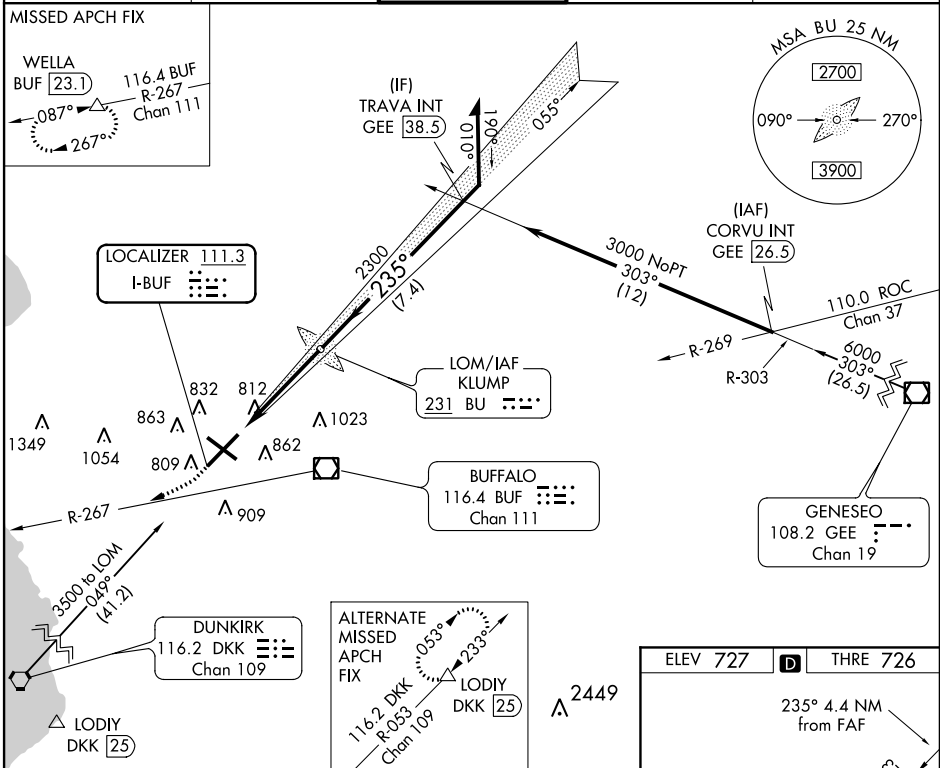 MISSED APCH FIX
WELLA
BUF 23.1
116.4 BUF
R-267
Chan 111
087°
267°
(IF)
TRAVA INT
GEE 38.5
190°
010°
055°
MSA BU 25 NM
2700
090°
270°
3900
(IAF)
CORVU INT
GEE 26.5
3000 NoPT
303°
(12)
110.0 ROC
Chan 37
R-269
R-303
6000
303°
(26.5)
LOCALIZER 111.3
I-BUF
2300
235°
(7.4)
LOM/IAF
KLUMP
231 BU
832
812
863
1023
1349
1054
809
862
909
BUFFALO
116.4 BUF
Chan 111
GENESEO
108.2 GEE
Chan 19
R-267
3500 to LOM
049°
(41.2)
DUNKIRK
116.2 DKK
Chan 109
LODIY
DKK 25
ALTERNATE
MISSED
APCH
FIX
053°
233°
116.2 DKK
R-053
Chan 109
LODIY
DKK 25
2449
ELEV 727
D
THRE 726
235° 4.4 NM
from FAF